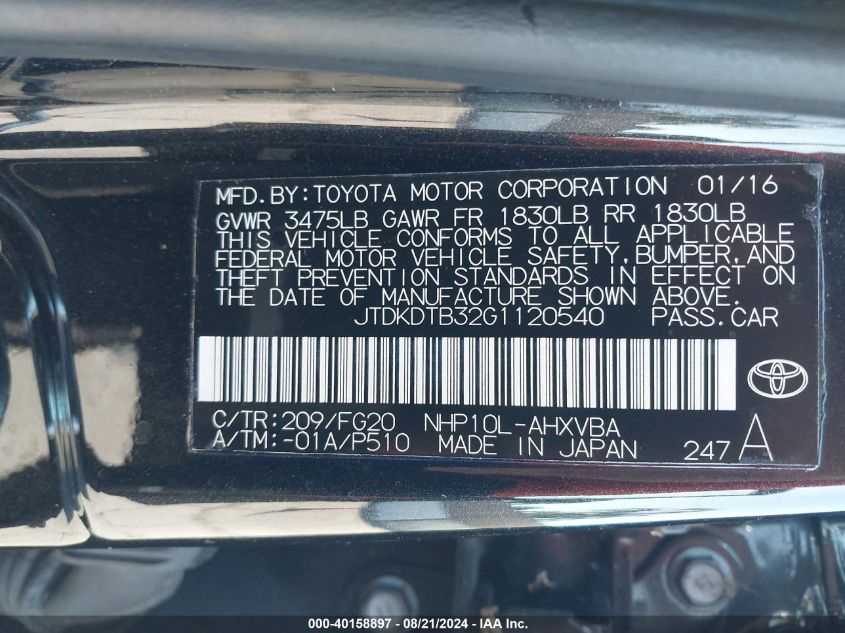 MFD.BY:TOYOTA MOTOR CORPORATION 01/16
GVWR 3475LB GAWR FR 1830LB RR 1830LB
THIS VEHICLE CONFORMS TO ALL APPLICABLE
FEDERAL MOTOR VEHICLE SAFETY,BUMPER,AND
THEFT PREVENTION STANDARDS IN EFFECT ON
THE DATE OF MANUFACTURE SHOWN ABOVE.
JTDKDTB32G1120540 PASS.CAR
C/TR:209/FG20 NHP10L-AHXVBA
A/TM:-01A/P510 MADE IN JAPAN 247 A
000-40158897 - 08/21/2024 - IAA Inc.